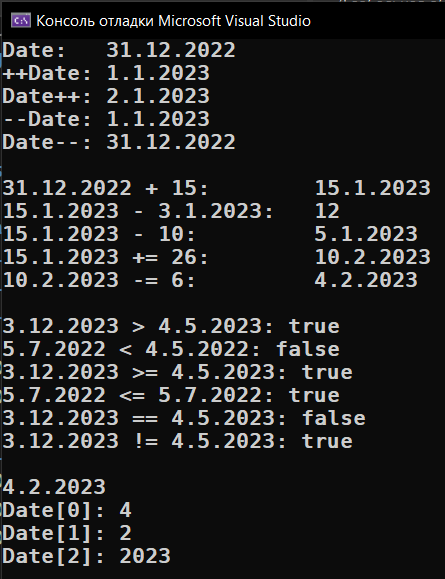 Консоль отладки Microsoft Visual Studio
Date:   31.12.2022
++Date: 1.1.2023
Date++: 2.1.2023
--Date: 1.1.2023
Date--: 31.12.2022
31.12.2022 + 15:        15.1.2023
15.1.2023 - 3.1.2023:   12
15.1.2023 - 10:         5.1.2023
15.1.2023 += 26:        10.2.2023
10.2.2023 -= 6:         4.2.2023
3.12.2023 > 4.5.2023: true
5.7.2022 < 4.5.2022: false
3.12.2023 >= 4.5.2023: true
5.7.2022 <= 5.7.2022: true
3.12.2023 == 4.5.2023: false
3.12.2023 != 4.5.2023: true
4.2.2023
Date[0]: 4
Date[1]: 2
Date[2]: 2023